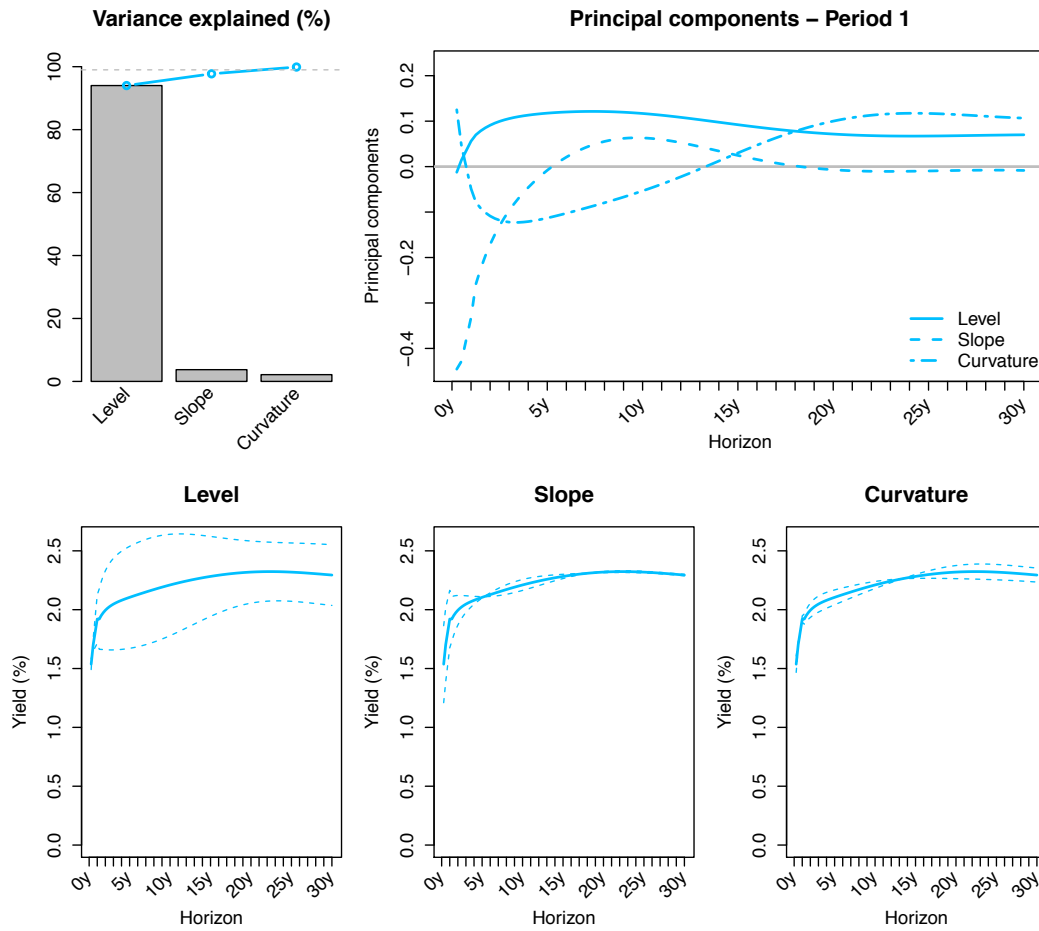 Variance explained (%)
0
20
40
60
80
100
Level
Slope
Curvature
Principal components – Period 1
Principal components
−0.4
−0.2
0.0
0.1
0.2
Level
Slope
Curvature
0y
5y
10y
15y
20y
25y
30y
Horizon
Level
Yield (%)
0.0
0.5
1.0
1.5
2.0
2.5
0y
5y
10y
15y
20y
25y
30y
Horizon
Slope
Yield (%)
0.0
0.5
1.0
1.5
2.0
2.5
0y
5y
10y
15y
20y
25y
30y
Horizon
Curvature
Yield (%)
0.0
0.5
1.0
1.5
2.0
2.5
0y
5y
10y
15y
20y
25y
30y
Horizon